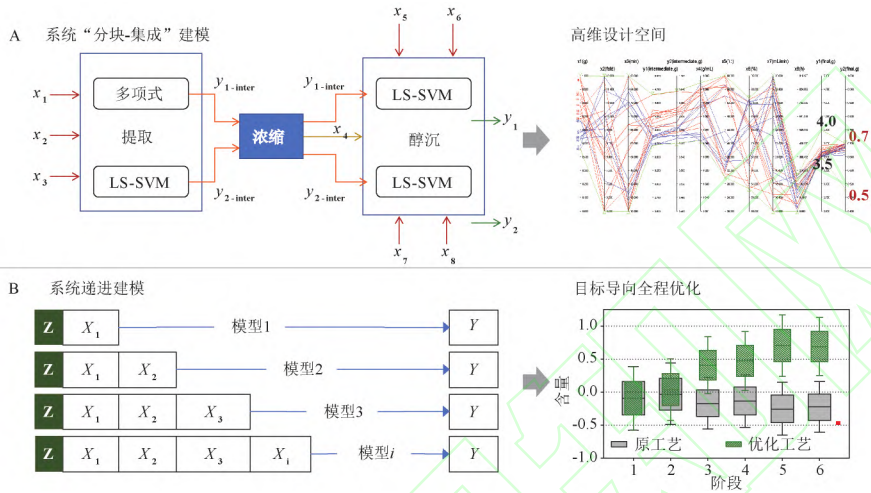 A 系统“分块-集成”建模
高维设计空间
x5 x6
x1
x2
x3
多项式
提取
LS-SVM
y1-inter
y2-inter
浓缩
y1-inter
x4
y2-inter
LS-SVM
醇沉
LS-SVM
y1
y2
x7 x8
4.0
0.7
3.5
0.5
B 系统递进建模
目标导向全程优化
Z X1 模型1 Y
Z X1 X2 模型2 Y
Z X1 X2 X3 模型3 Y
Z X1 X2 X3 Xi 模型i Y
含量
1.0
0.5
0.0
-0.5
-1.0
原工艺 优化工艺
1 2 3 4 5 6
阶段